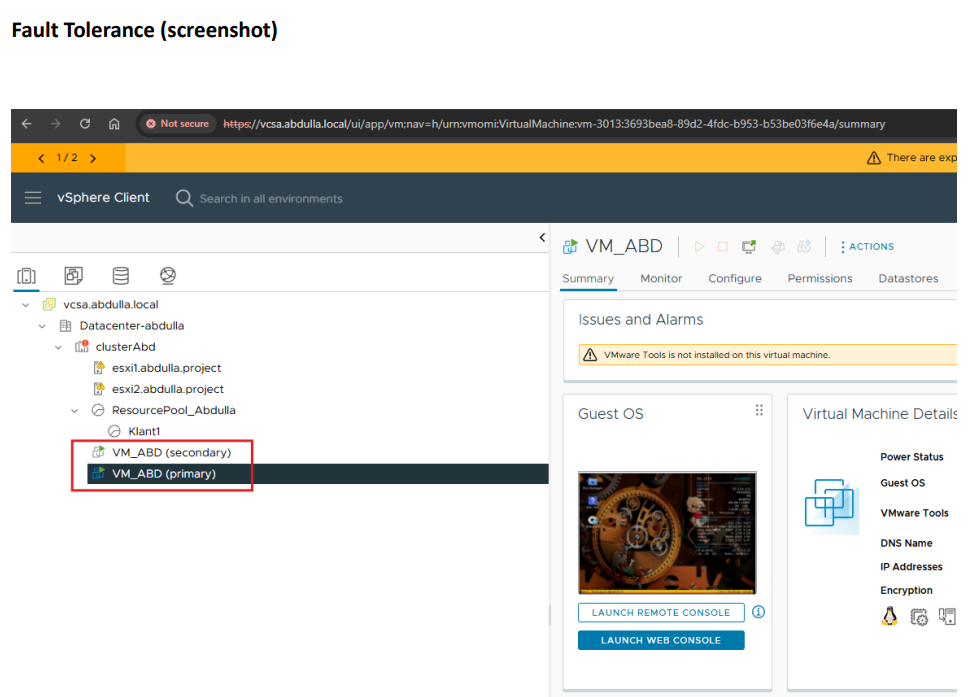 Fault Tolerance (screenshot)
Not secure
https://vcsa.abdulla.local/ui/app/vm;nav=h/urn:vmomi:VirtualMachine:vm-3013:3693bea8-89d2-4fdc-b953-b53be03f6e4a/summary
1 / 2
There are exp
vSphere Client
Search in all environments
VM_ABD
ACTIONS
Summary Monitor Configure Permissions Datastores
vcsa.abdulla.local
Datacenter-abdulla
clusterAbd
esxi1.abdulla.project
esxi2.abdulla.project
ResourcePool_Abdulla
Klant1
VM_ABD (secondary)
VM_ABD (primary)
Issues and Alarms
VMware Tools is not installed on this virtual machine.
Guest OS
LAUNCH REMOTE CONSOLE
LAUNCH WEB CONSOLE
Virtual Machine Details
Power Status
Guest OS
VMware Tools
DNS Name
IP Addresses
Encryption